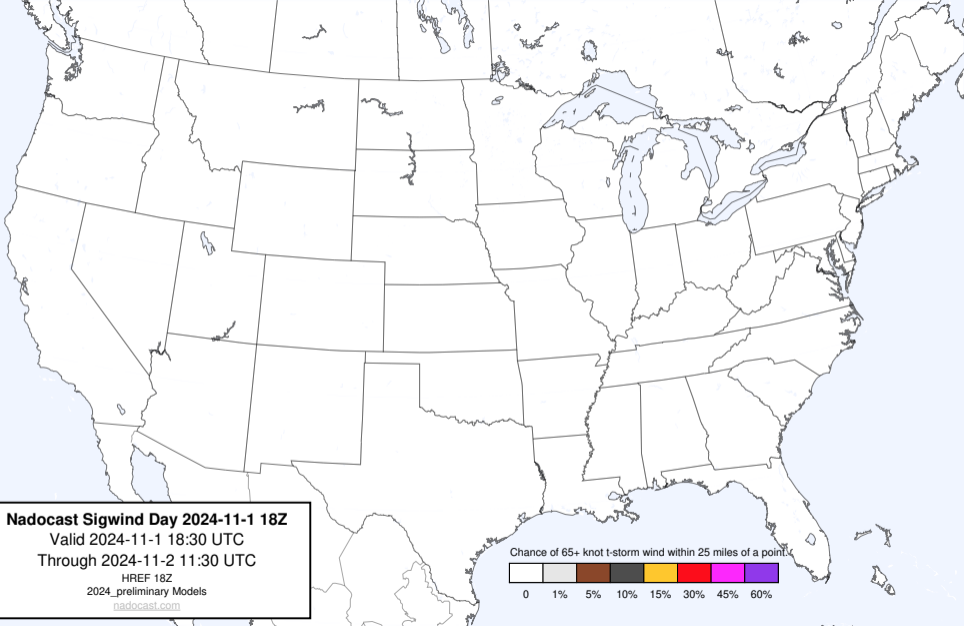 Nadocast Sigwind Day 2024-11-1 18Z
Valid 2024-11-1 18:30 UTC
Through 2024-11-2 11:30 UTC
HREF 18Z
2024_preliminary Models
nadocast.com
Chance of 65+ knot t-storm wind within 25 miles of a point.
0 1% 5% 10% 15% 30% 45% 60%